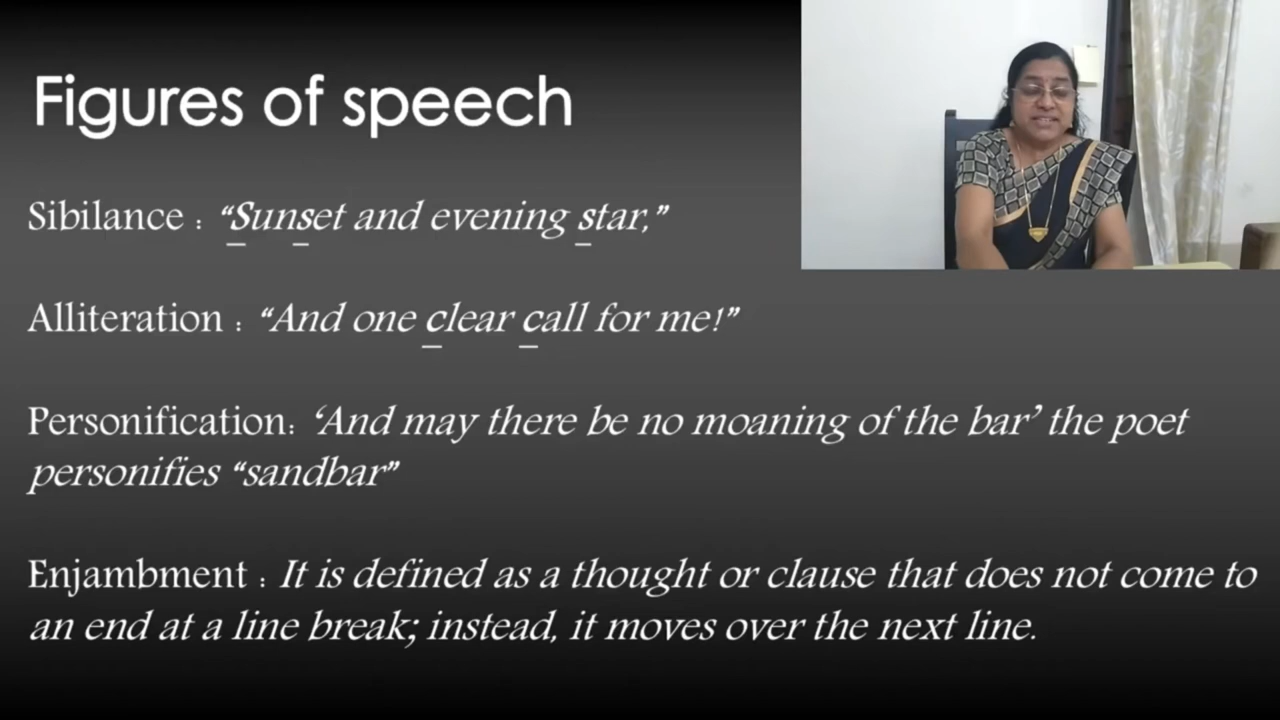 Figures of speech
Sibilance : “Sunset and evening star,”
Alliteration : “And one clear call for me!”
Personification: ‘And may there be no moaning of the bar’ the poet
personifies “sandbar”
Enjambment : It is defined as a thought or clause that does not come to
an end at a line break; instead, it moves over the next line.